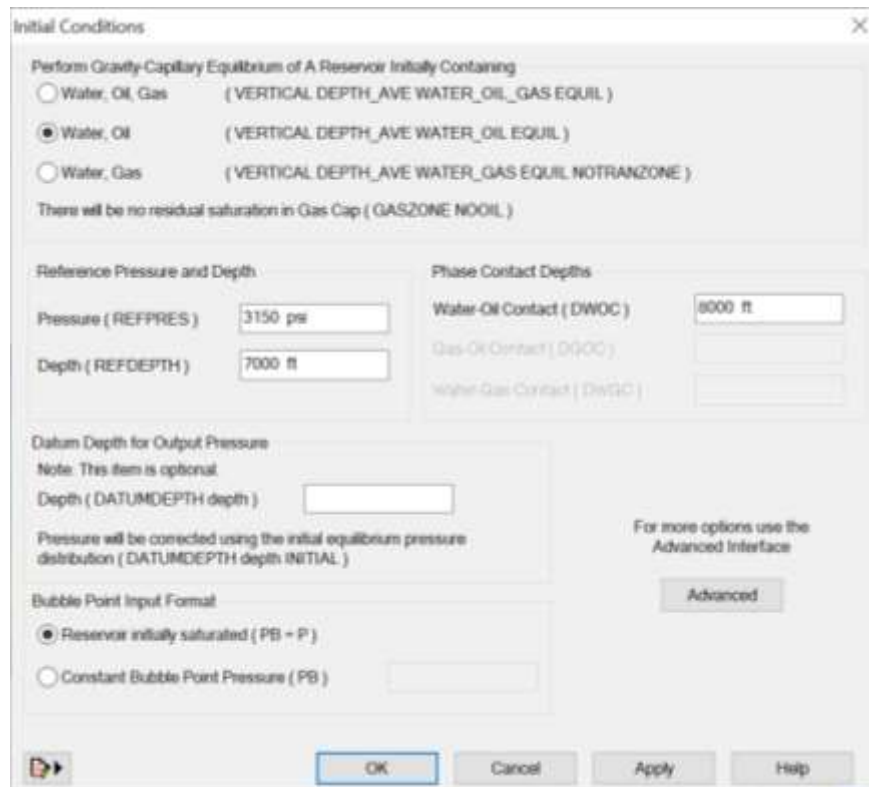 Initial Conditions
Perform Gravity-Capillary Equilibrium of A Reservoir Initially Containing
Water, Oil, Gas ( VERTICAL DEPTH_AVE WATER_OIL_GAS EQUIL )
Water, Oil ( VERTICAL DEPTH_AVE WATER_OIL EQUIL )
Water, Gas ( VERTICAL DEPTH_AVE WATER_GAS EQUIL NOTRANZONE )
There will be no residual saturation in Gas Cap ( GASZONE NOOIL )
Reference Pressure and Depth
Pressure ( REFPRES ) 3150 psi
Depth ( REFDEPTH ) 7000 ft
Phase Contact Depths
Water-Oil Contact ( DWOC ) 8000 ft
Gas-Oil Contact ( DGOC )
Water-Gas Contact ( DWGC )
Datum Depth for Output Pressure
Note: This item is optional.
Depth ( DATUMDEPTH depth )
Pressure will be corrected using the initial equilibrium pressure
distribution ( DATUMDEPTH depth INITIAL )
For more options use the
Advanced Interface
Advanced
Bubble Point Input Format
Reservoir initially saturated ( PB = P )
Constant Bubble Point Pressure ( PB )
OK Cancel Apply Help